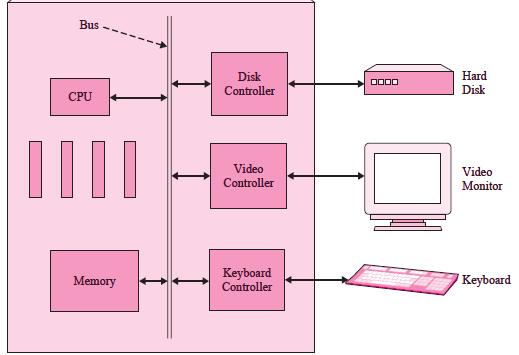 Bus
CPU
Disk
Controller
Hard
Disk
Video
Controller
Video
Monitor
Memory
Keyboard
Controller
Keyboard